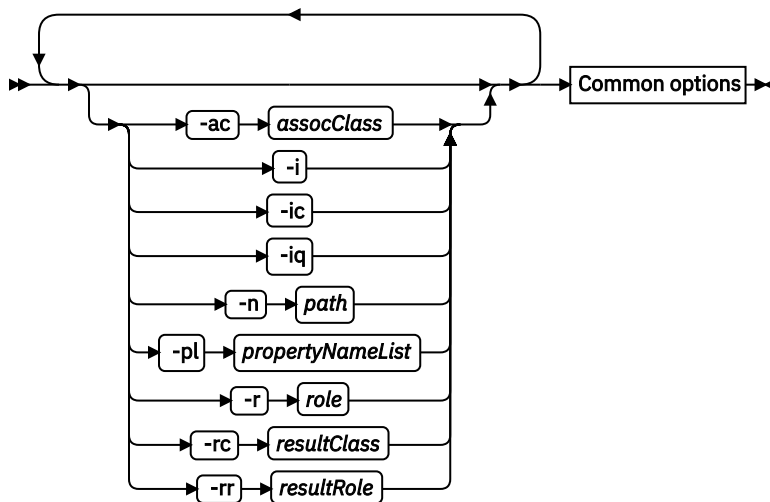 Common options
-ac assocClass
-i
-ic
-iq
-n path
-pl propertyNameList
-r role
-rc resultClass
-rr resultRole